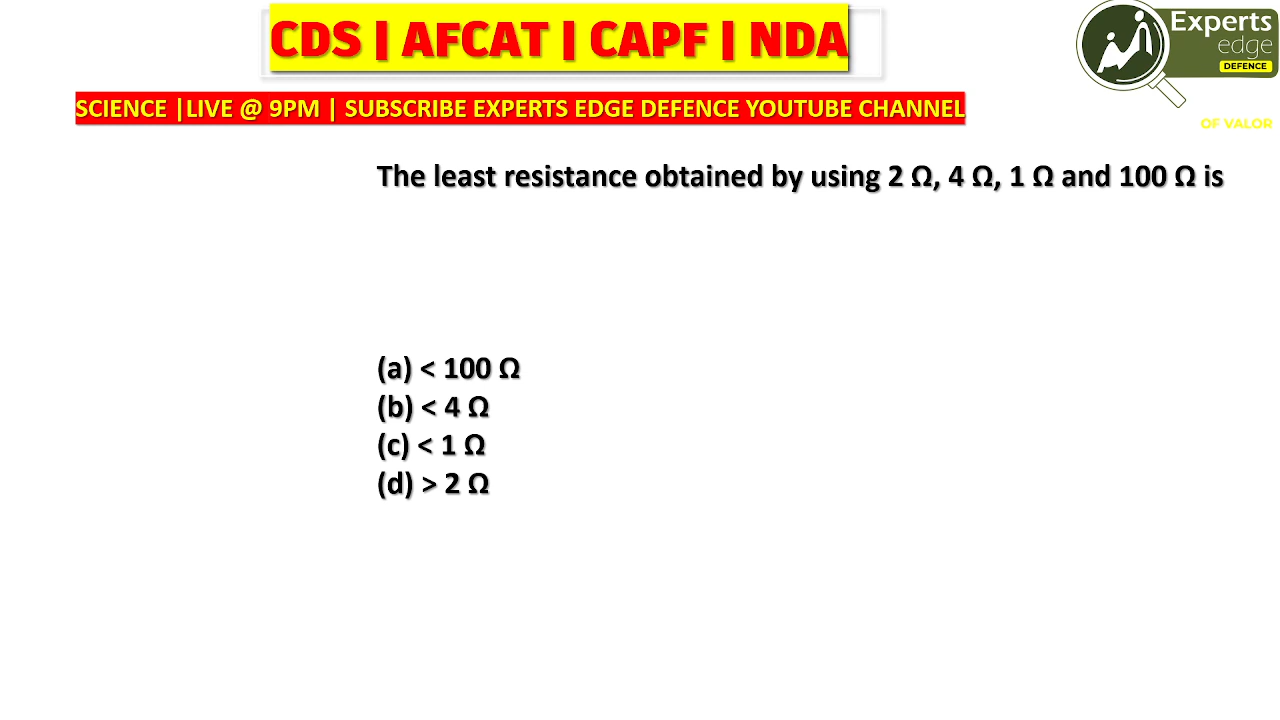 CDS | AFCAT | CAPF | NDA
Experts
edge
DEFENCE
SCIENCE |LIVE @ 9PM | SUBSCRIBE EXPERTS EDGE DEFENCE YOUTUBE CHANNEL
OF VALOR
The least resistance obtained by using 2 Ω, 4 Ω, 1 Ω and 100 Ω is
(a) < 100 Ω
(b) < 4 Ω
(c) < 1 Ω
(d) > 2 Ω